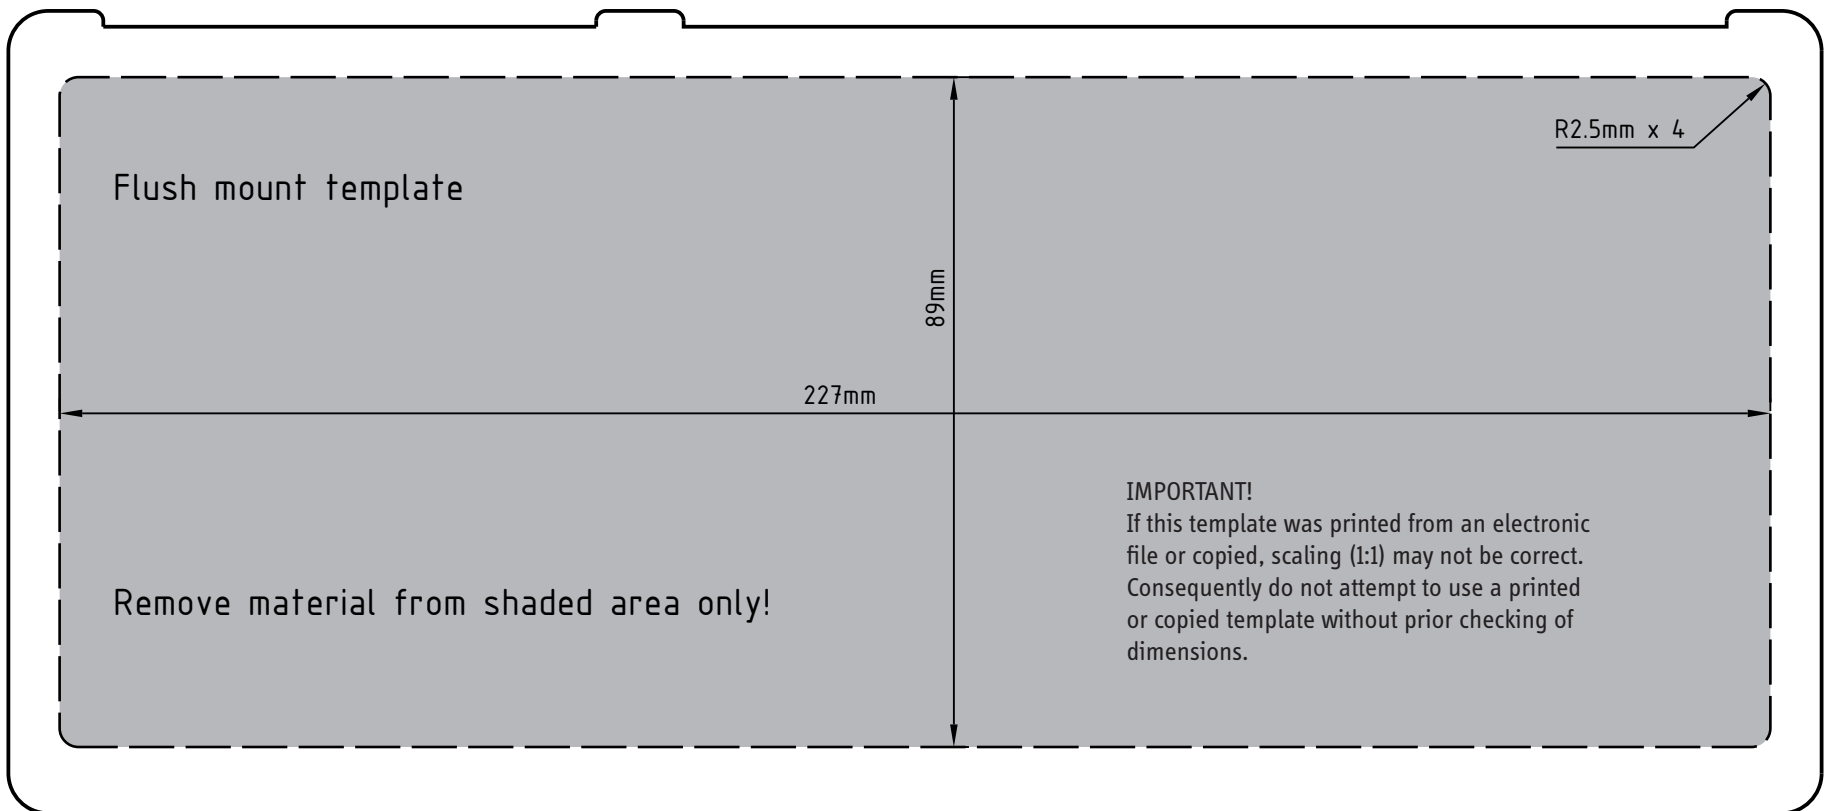 R2.5mm x 4
Flush mount template
89mm
227mm
IMPORTANT!
If this template was printed from an electronic
file or copied, scaling (1:1) may not be correct.
Consequently do not attempt to use a printed
or copied template without prior checking of
dimensions.
Remove material from shaded area only!